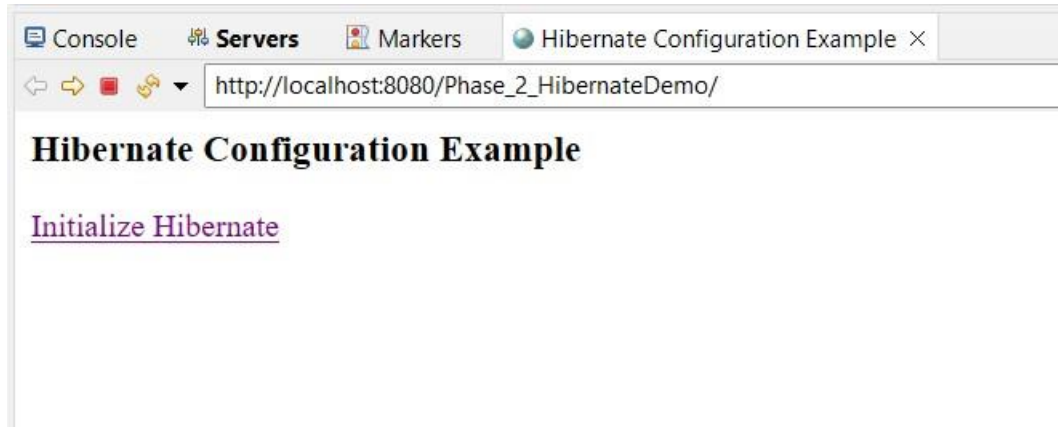 Console Servers Markers Hibernate Configuration Example
http://localhost:8080/Phase_2_HibernateDemo/
Hibernate Configuration Example
Initialize Hibernate